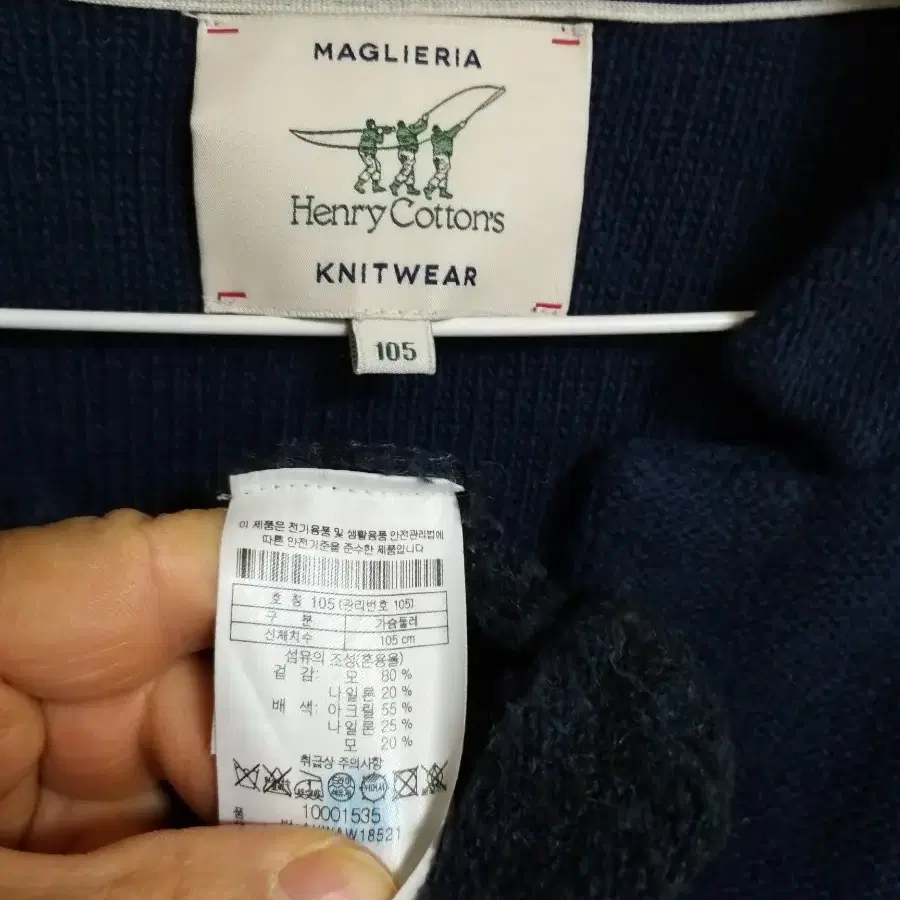 MAGLIERIA
Henry Cotton's
KNITWEAR
105
이 제품은 전기용품 및 생활용품 안전관리법에
따른 안전기준을 준수한 제품입니다
호 칭 105 (관리번호 105)
구 분 가슴둘레
신체치수 105 cm
섬유의 조성(혼용율)
겉 감: 모 80 %
나일론 20 %
배 색: 아크릴 55 %
나일론 25 %
모 20 %
취급상 주의사항
10001535